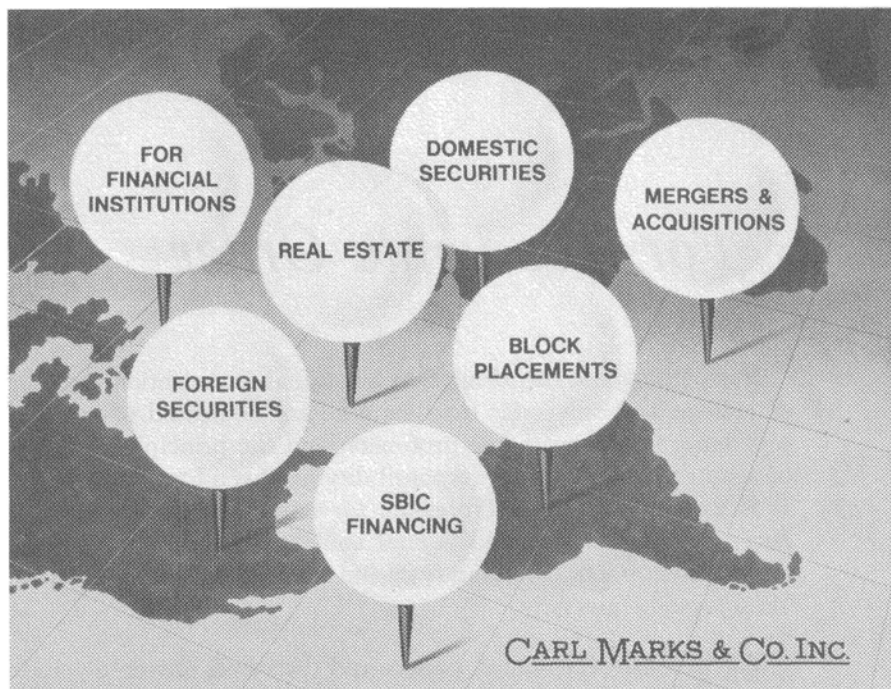 FOR
FINANCIAL
INSTITUTIONS
DOMESTIC
SECURITIES
MERGERS &
ACQUISITIONS
REAL ESTATE
FOREIGN
SECURITIES
BLOCK
PLACEMENTS
SBIC
FINANCING
CARL MARKS & CO. INC.